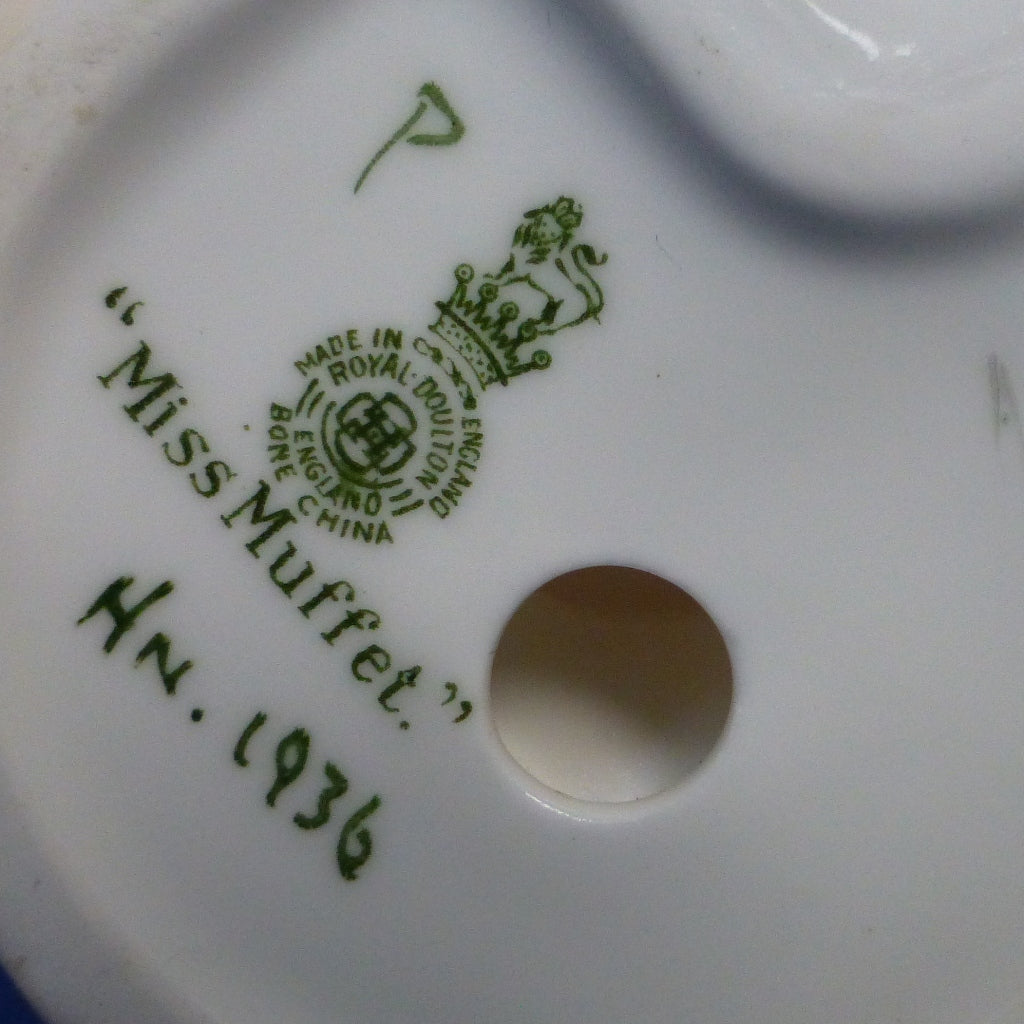 P
MADE IN ENGLAND
ROYAL·DOULTON
ENGLAND
BONE CHINA
“Miss Muffet.”
HN. 1936